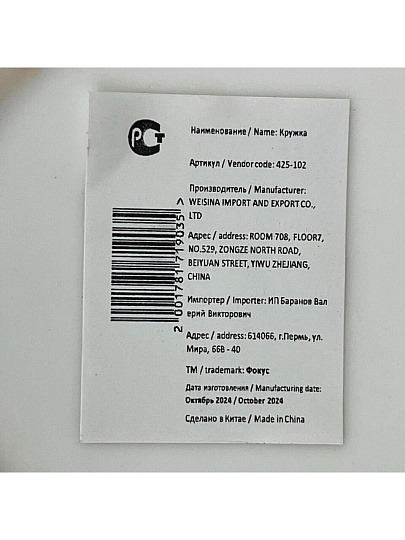 РСТ
Наименование / Name: Кружка
Артикул / Vendor code: 425-102
Производитель / Manufacturer:
WEISINA IMPORT AND EXPORT CO.,
LTD
Адрес / address: ROOM 708, FLOOR7,
NO.529, ZONGZE NORTH ROAD,
BEIYUAN STREET, YIWU ZHEJIANG,
CHINA
Импортер / Importer: ИП Баранов Вал
ерий Викторович
Адрес / address: 614066, г.Пермь, ул.
Мира, 66В - 40
ТМ / trademark: Фокус
Дата изготовления / Manufacturing date:
Октябрь 2024 / October 2024
Сделано в Китае / Made in China
2 001781 719035 >